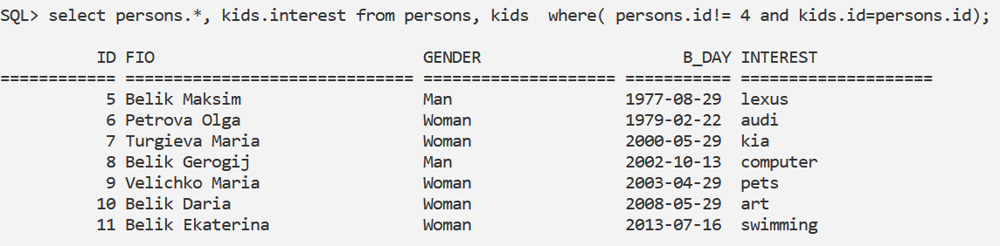 SQL> select persons.*, kids.interest from persons, kids  where( persons.id!= 4 and kids.id=persons.id);
ID FIO GENDER B_DAY INTEREST
============ ============================== ==================== =========== ====================
5 Belik Maksim Man 1977-08-29 lexus
6 Petrova Olga Woman 1979-02-22 audi
7 Turgieva Maria Woman 2000-05-29 kia
8 Belik Gerogij Man 2002-10-13 computer
9 Velichko Maria Woman 2003-04-29 pets
10 Belik Daria Woman 2008-05-29 art
11 Belik Ekaterina Woman 2013-07-16 swimming